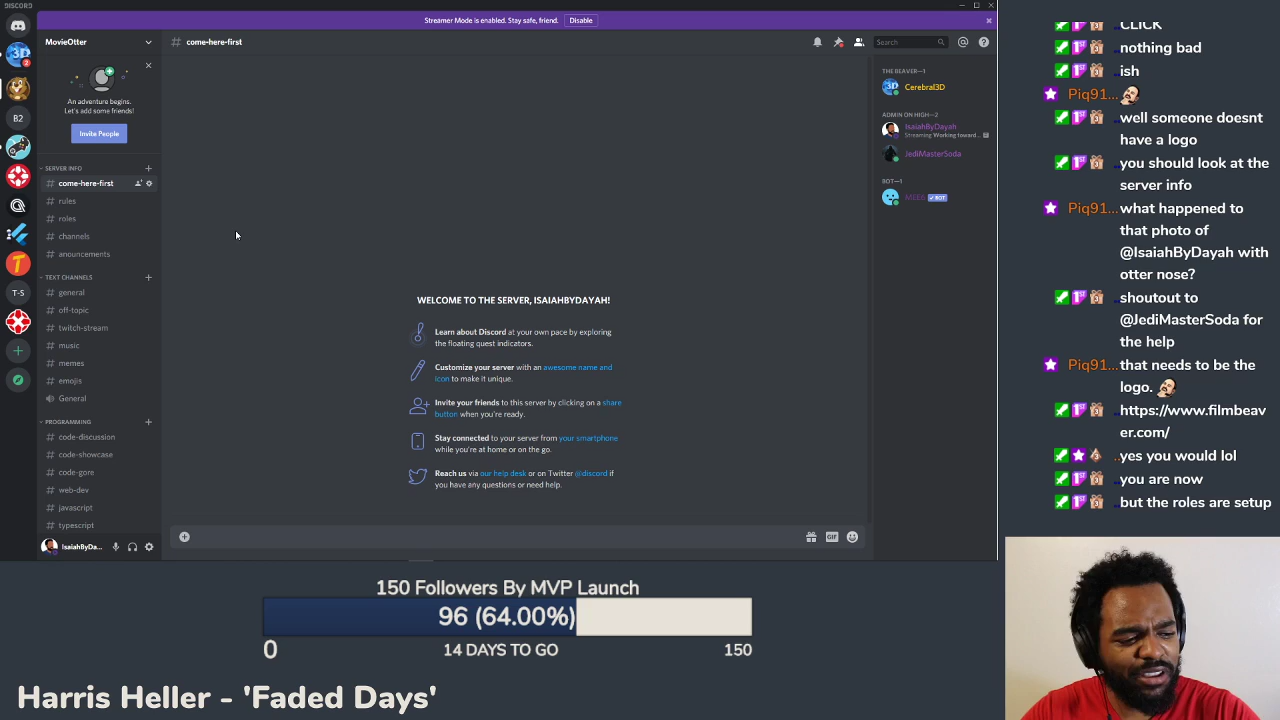 DISCORD
Streamer Mode is enabled. Stay safe, friend. Disable
MovieOtter
An adventure begins.
Let's add some friends!
Invite People
SERVER INFO
# come-here-first
# rules
# roles
# channels
# anouncements
TEXT CHANNELS
# general
# off-topic
# twitch-stream
# music
# memes
# emojis
General
PROGRAMMING
# code-discussion
# code-showcase
# code-gore
# web-dev
# javascript
# typescript
IsaiahByDa...
B2
T-S
# come-here-first
Search
WELCOME TO THE SERVER, ISAIAHBYDAYAH!
Learn about Discord at your own pace by exploring
the floating quest indicators.
Customize your server with an awesome name and
icon to make it unique.
Invite your friends to this server by clicking on a share
button when you're ready.
Stay connected to your server from your smartphone
while you're at home or on the go.
Reach us via our help desk or on Twitter @discord if
you have any questions or need help.
GIF
THE BEAVER—1
3D Cerebral3D
ADMIN ON HIGH—2
IsaiahByDayah
Streaming Working toward...
JediMasterSoda
BOT—1
MEE6 BOT
CLICK
nothing bad
ish
Piq91...
well someone doesnt
have a logo
you should look at the
server info
Piq91... what happened to
that photo of
@IsaiahByDayah with
otter nose?
shoutout to
@JediMasterSoda for
the help
Piq91... that needs to be the
logo.
https://www.filmbeav
er.com/
yes you would lol
you are now
but the roles are setup
150 Followers By MVP Launch
96 (64.00%)
0
14 DAYS TO GO
150
Harris Heller - 'Faded Days'